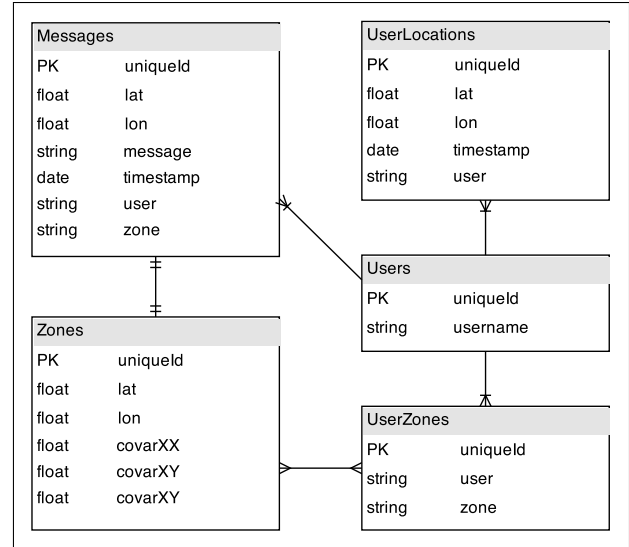 Messages
PK uniqueId
float lat
float lon
string message
date timestamp
string user
string zone
UserLocations
PK uniqueId
float lat
float lon
date timestamp
string user
Users
PK uniqueId
string username
Zones
PK uniqueId
float lat
float lon
float covarXX
float covarXY
float covarXY
UserZones
PK uniqueId
string user
string zone